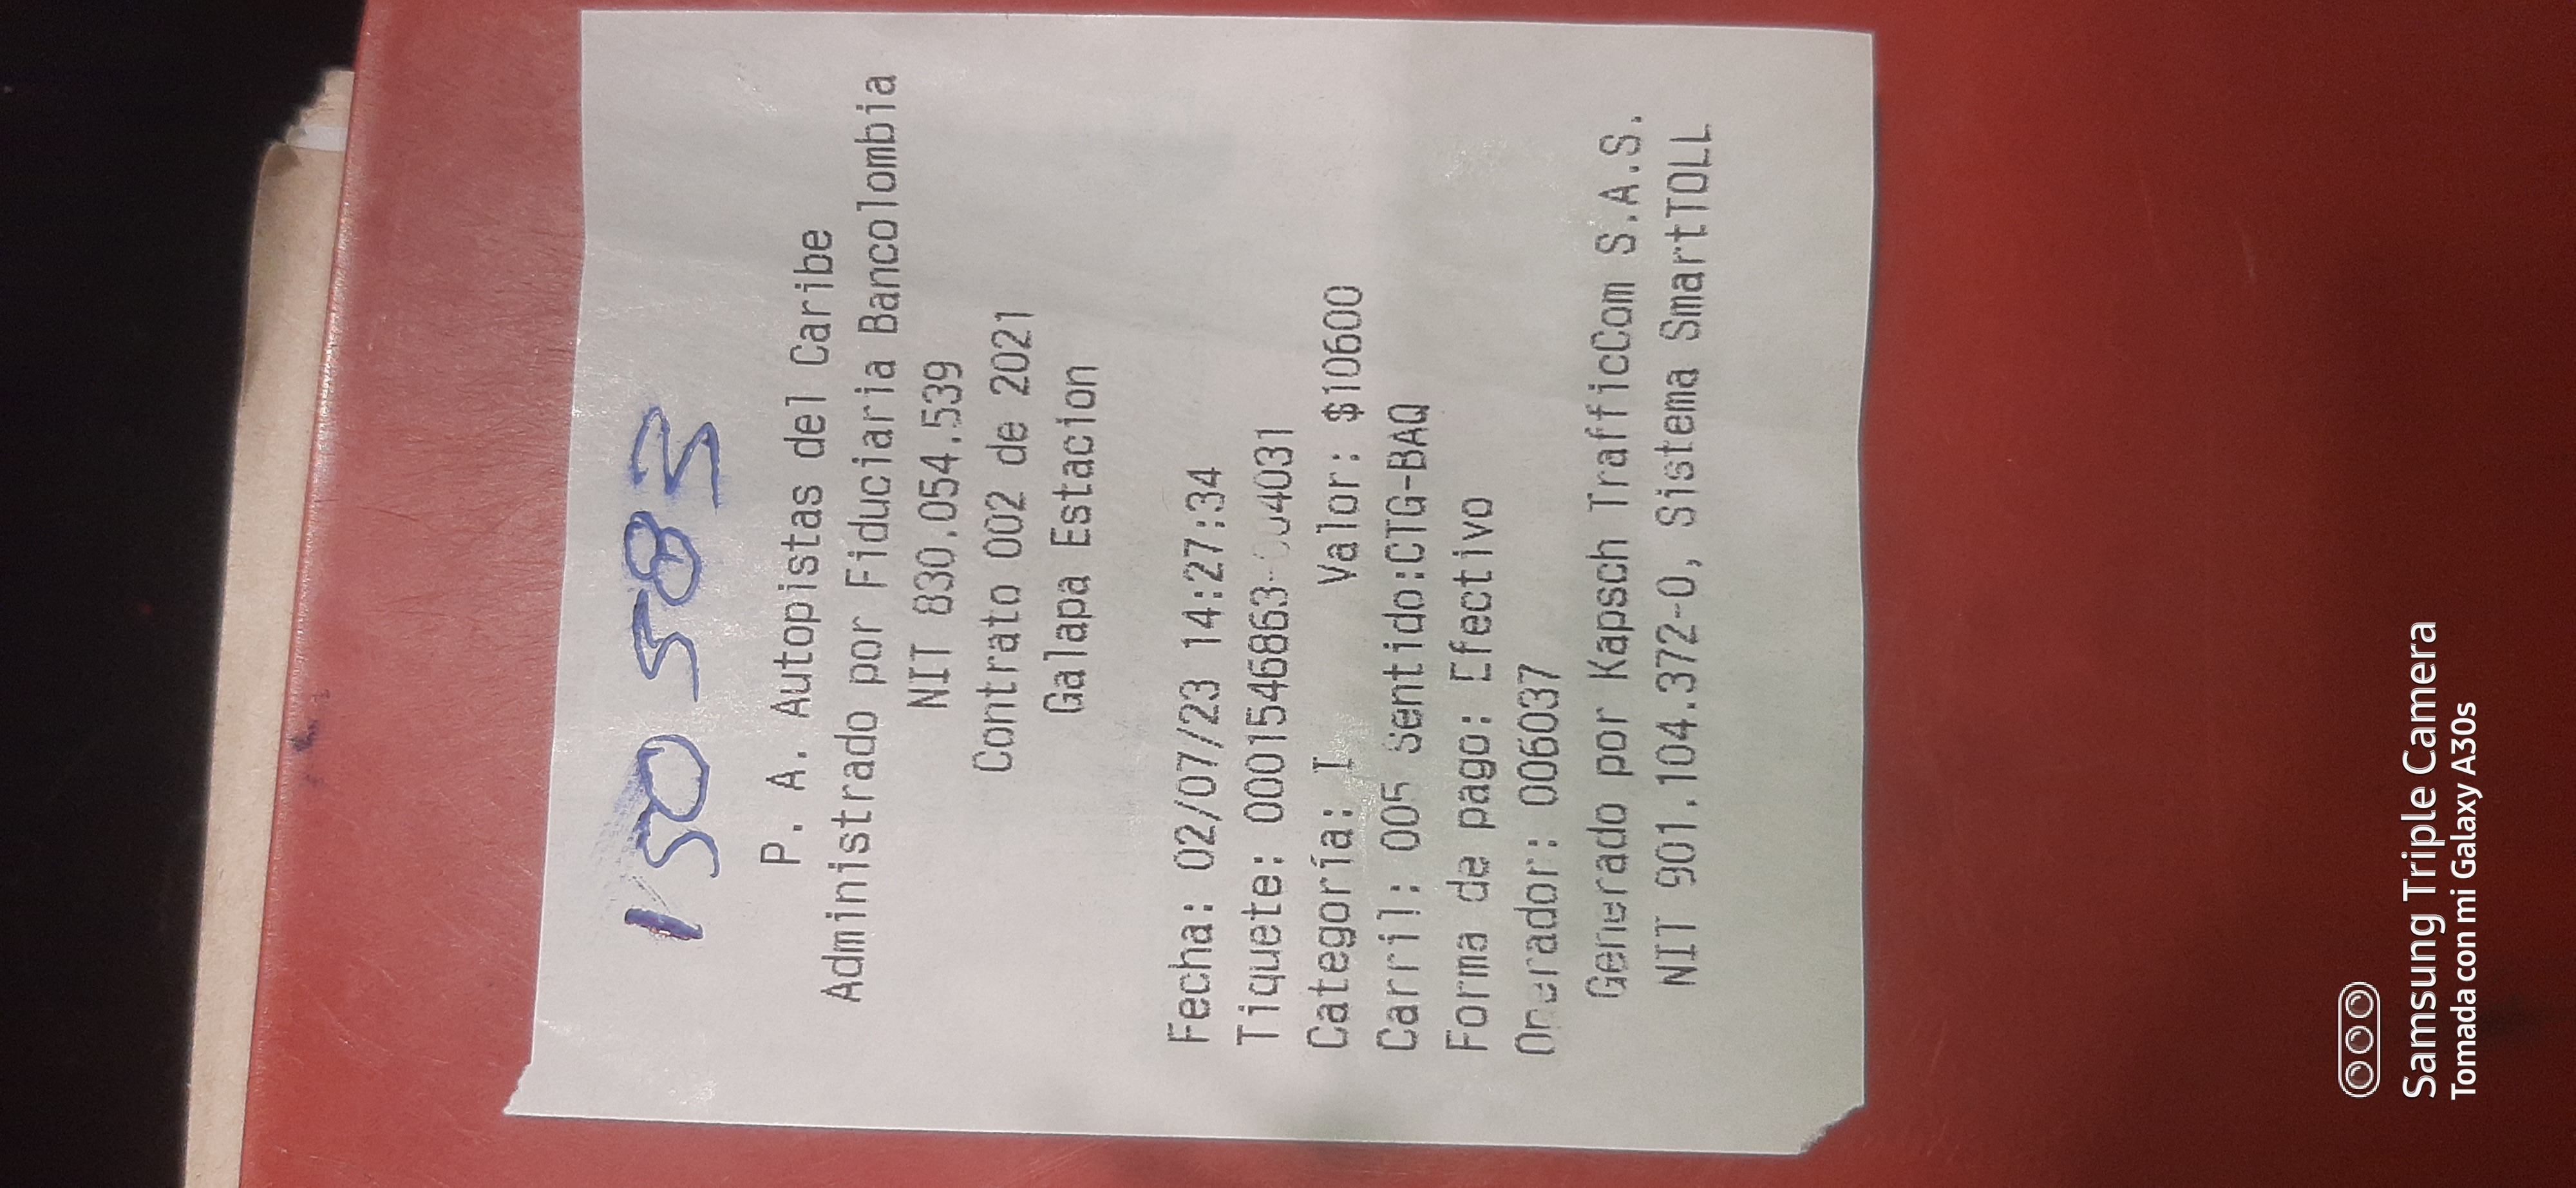 150 583
P. A. Autopistas del Caribe
Administrado por Fiduciaria Bancolombia
NIT 830.054.539
Contrato 002 de 2021
Galapa Estacion
Fecha: 02/07/23 14:27:34
Tiquete:
Categoría: I Valor: $10600
Carril: 005 Sentido:CTG-BAQ
Forma de pago: Efectivo
Operador: 006037
Generado por Kapsch TrafficCom S.A.S.
NIT 901.104.372-0, Sistema SmartTOLL
Samsung Triple Camera
Tomada con mi Galaxy A30s